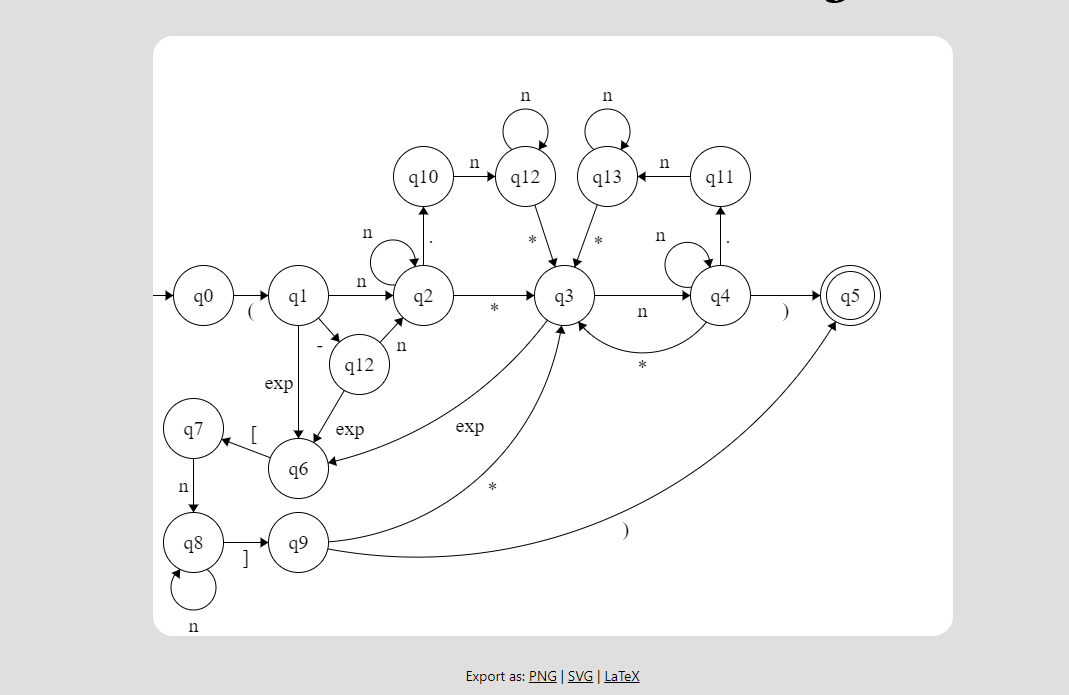 n n
q10 n q12 q13 n q11
n . * * n .
q0 ( q1 n q2 * q3 n q4 ) q5
- q12 n *
exp exp exp
q7 [ q6
n *
q8 ] q9 )
n
Export as: PNG | SVG | LaTeX